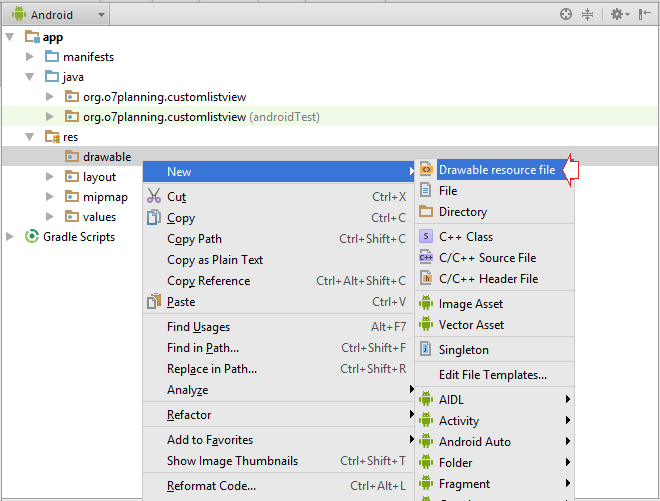 Android
app
manifests
java
org.o7planning.customlistview
org.o7planning.customlistview (androidTest)
res
drawable
layout
mipmap
values
Gradle Scripts
New
Cut Ctrl+X
Copy Ctrl+C
Copy Path Ctrl+Shift+C
Copy as Plain Text
Copy Reference Ctrl+Alt+Shift+C
Paste Ctrl+V
Find Usages Alt+F7
Find in Path... Ctrl+Shift+F
Replace in Path... Ctrl+Shift+R
Analyze
Refactor
Add to Favorites
Show Image Thumbnails Ctrl+Shift+T
Reformat Code... Ctrl+Alt+L
Drawable resource file
File
Directory
S C++ Class
C++ C/C++ Source File
h C/C++ Header File
Image Asset
Vector Asset
Singleton
Edit File Templates...
AIDL
Activity
Android Auto
Folder
Fragment